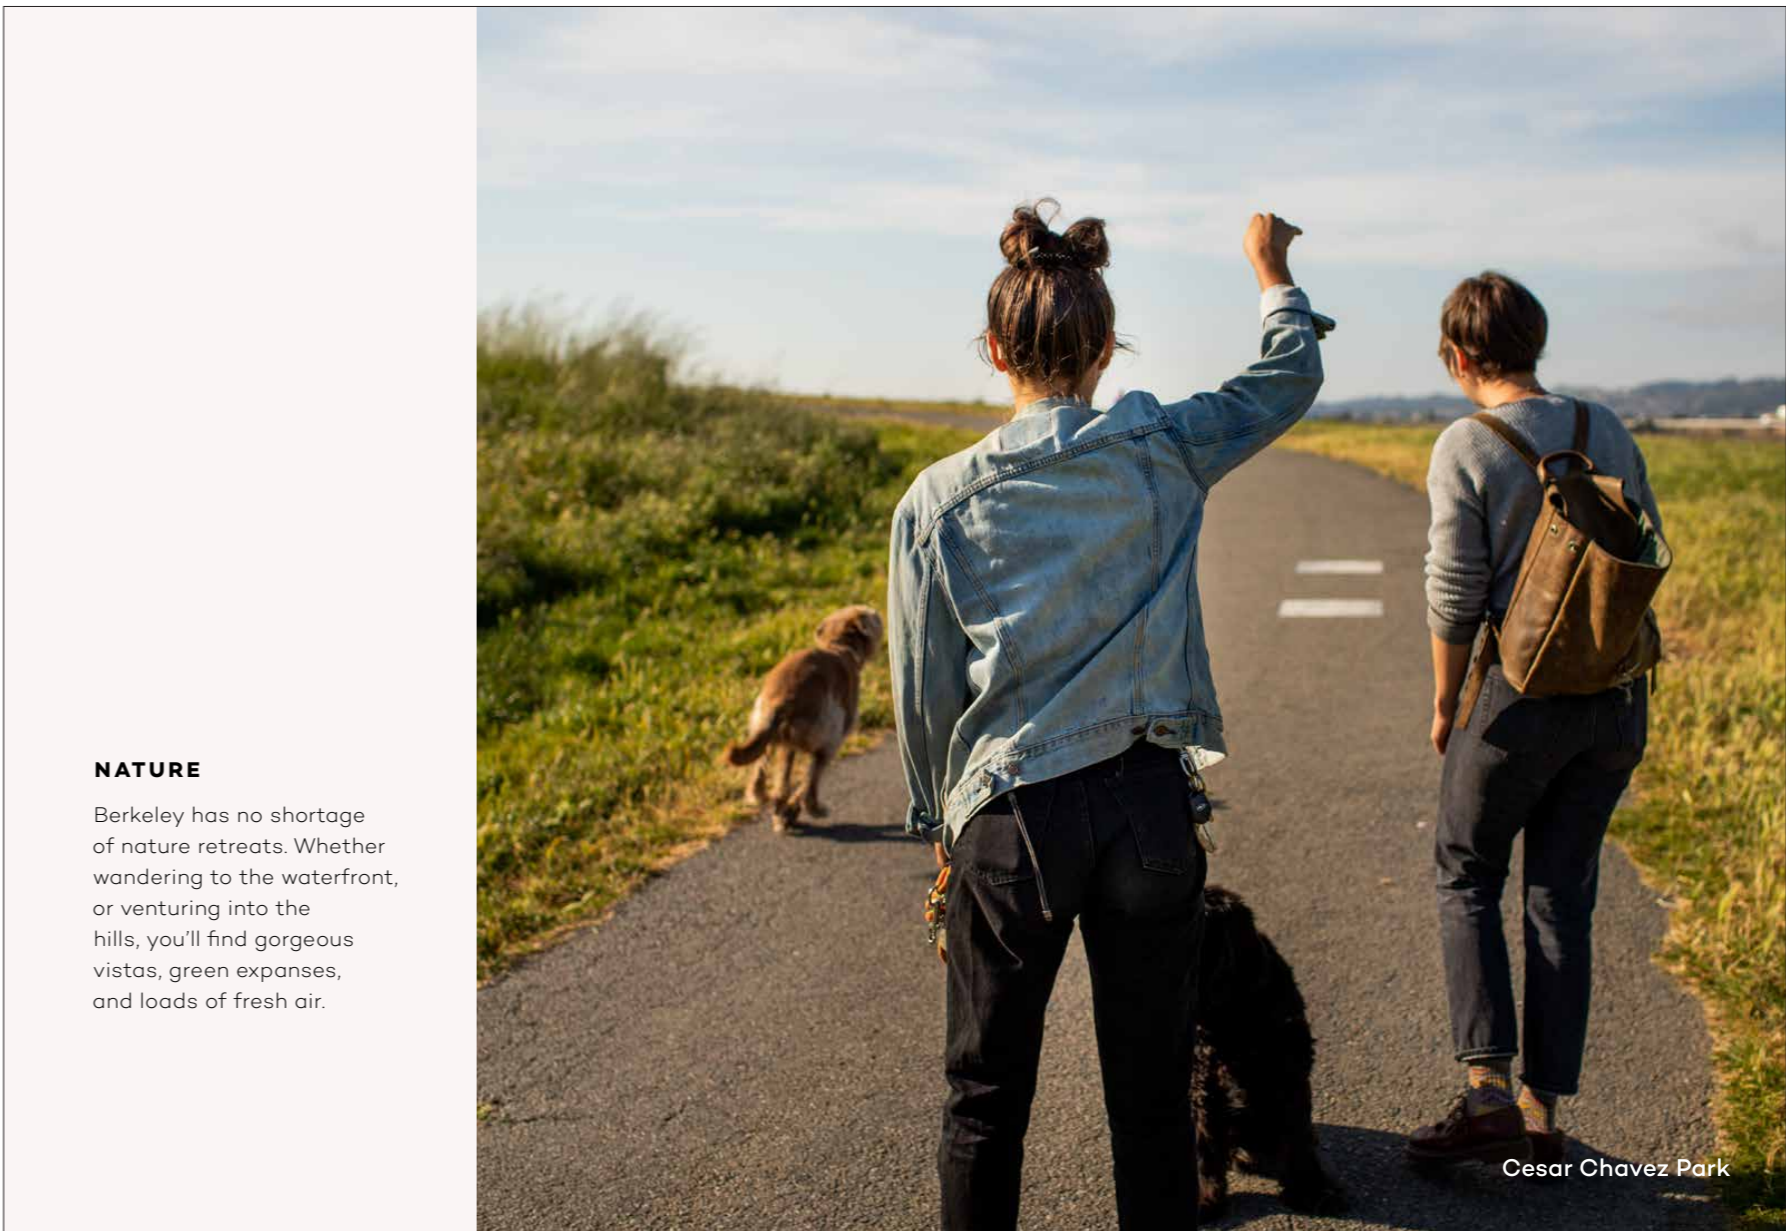 NATURE
Berkeley has no shortage
of nature retreats. Whether
wandering to the waterfront,
or venturing into the
hills, you’ll find gorgeous
vistas, green expanses,
and loads of fresh air.
Cesar Chavez Park